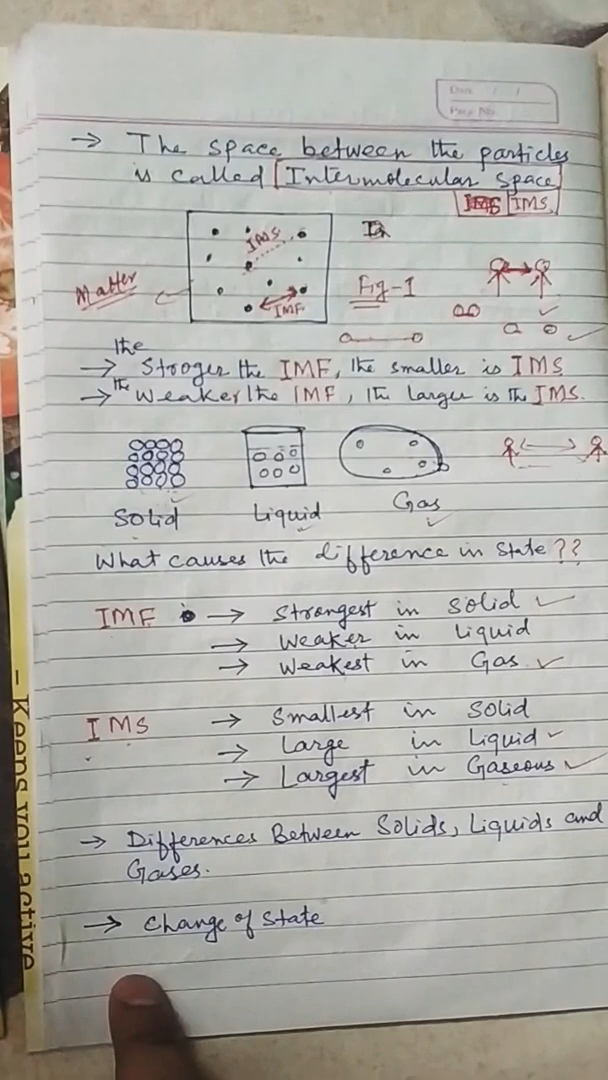 Date / /
Page No.
→ The space between the particles
is called Intermolecular space
IMS IMS.
IMS
Matter
IMF
Fig-1
the
→ Strooger the IMF, the smaller is IMS
→ the Weaker the IMF, the larger is the IMS.
Solid Liquid Gas
What causes the difference in state ??
IMF → Strongest in solid
→ Weaker in Liquid
→ Weakest in Gas
IMS → Smallest in Solid
→ Large in Liquid
→ Largest in Gaseous
→ Differences Between Solids, Liquids and
Gases.
→ Change of State
- Keeps you active